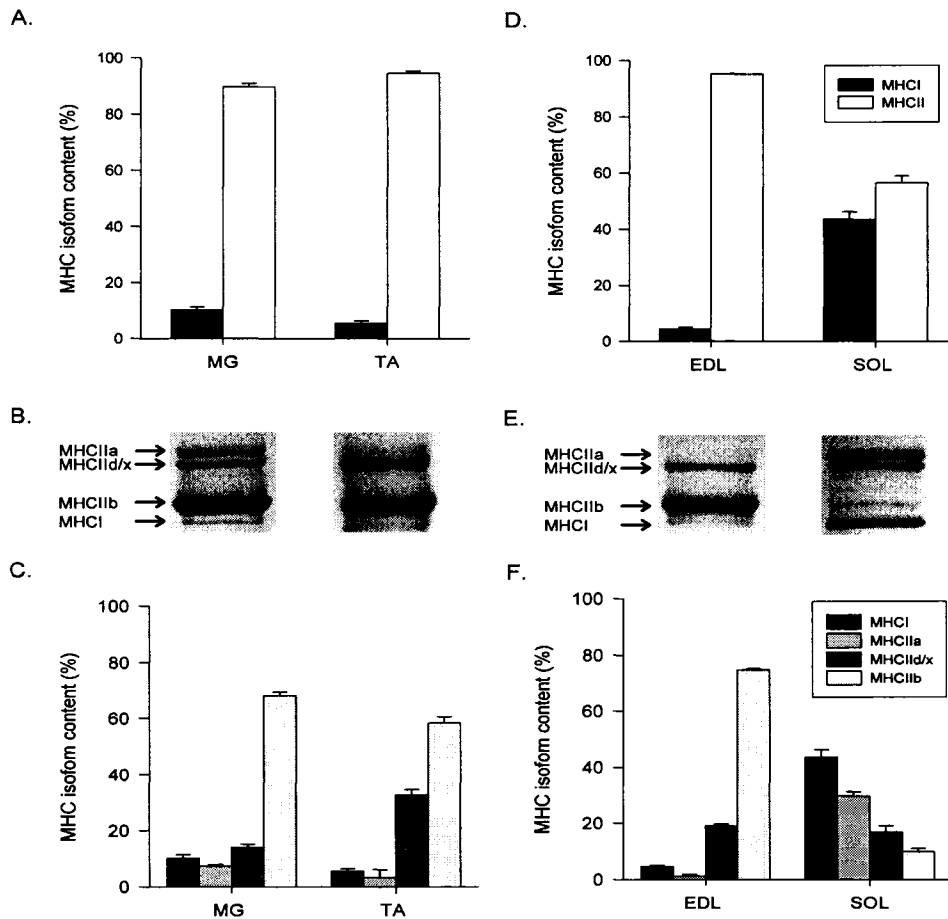 A.
MHC isofom content (%)
100
80
60
40
20
0
MG
TA
D.
MHC isofom content (%)
100
80
60
40
20
0
EDL
SOL
MHCI
MHCII
B.
MHCIIa
MHCIId/x
MHCIIb
MHCI
E.
MHCIIa
MHCIId/x
MHCIIb
MHCI
C.
MHC isofom content (%)
100
80
60
40
20
0
MG
TA
F.
MHC isofom content (%)
100
80
60
40
20
0
EDL
SOL
MHCI
MHCIIa
MHCIId/x
MHCIIb